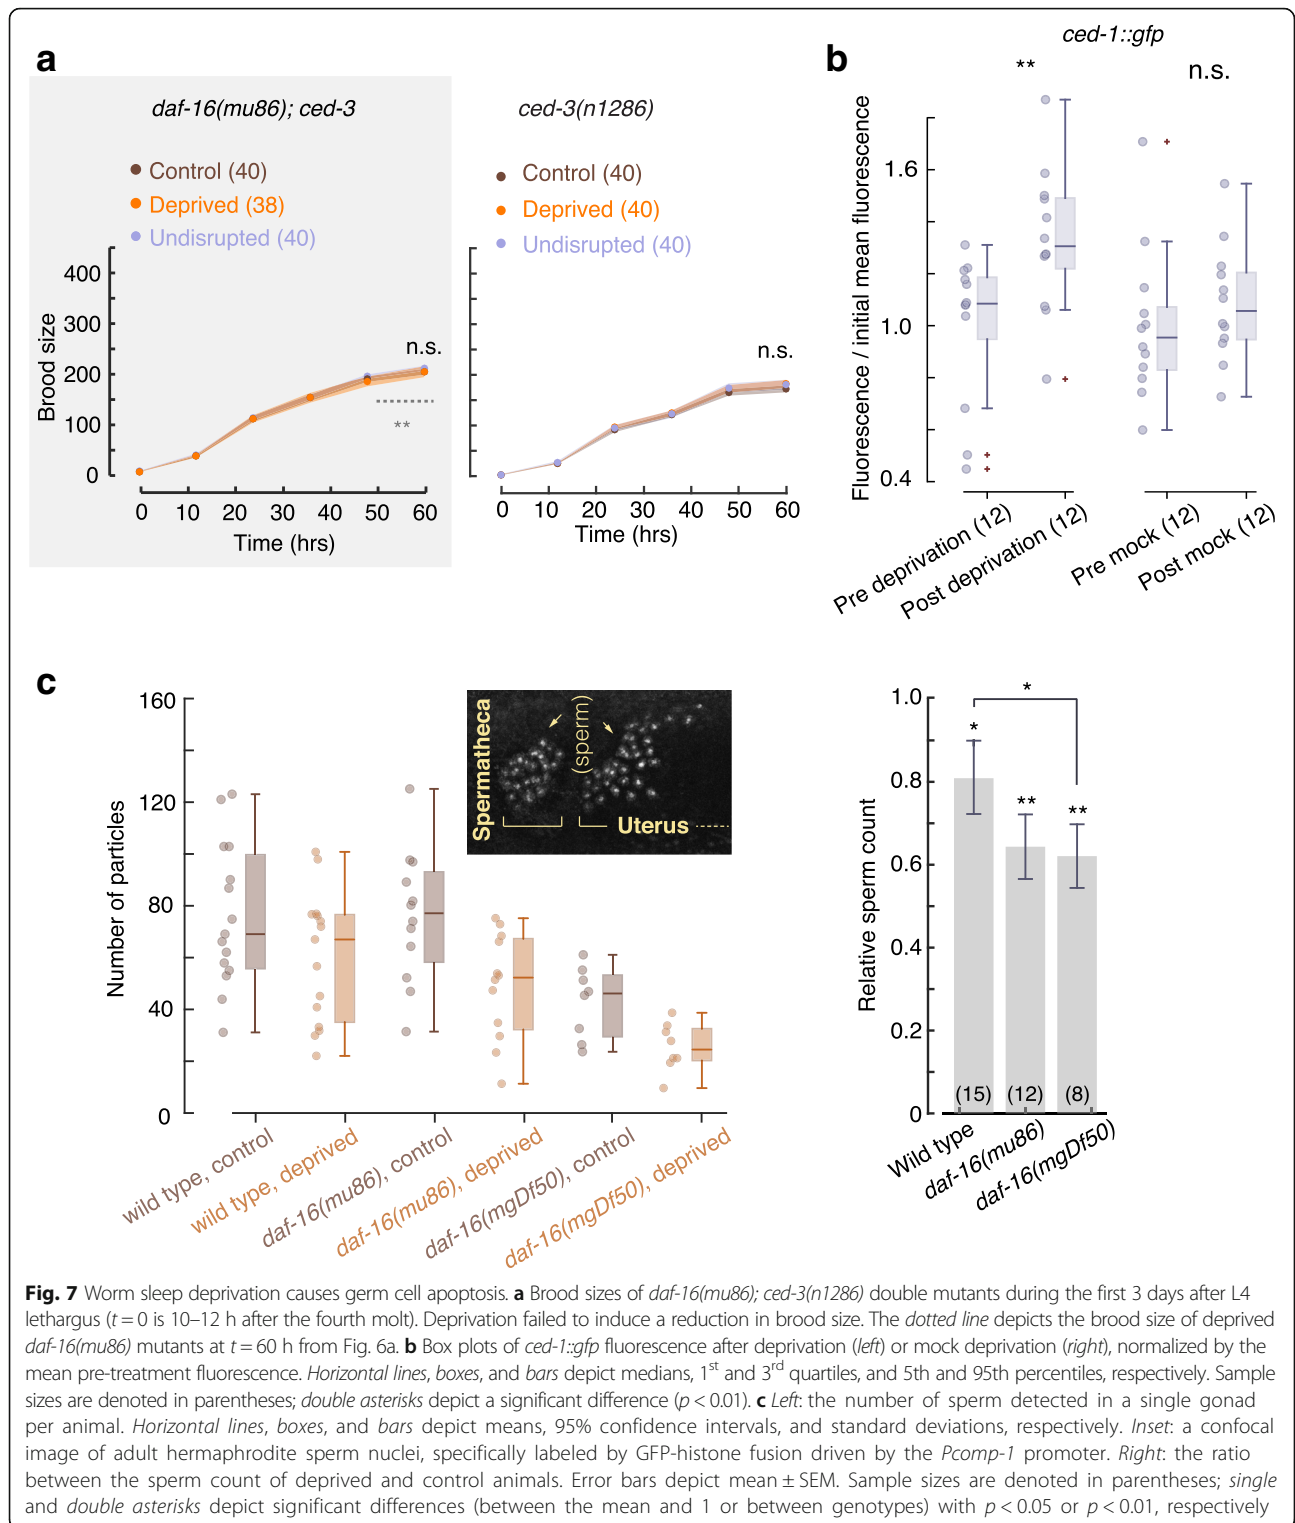 a
daf-16(mu86); ced-3
Control (40)
Deprived (38)
Undisrupted (40)
Brood size
400
300
200
100
0
n.s.
**
0 10 20 30 40 50 60
Time (hrs)
ced-3(n1286)
Control (40)
Deprived (40)
Undisrupted (40)
n.s.
0 10 20 30 40 50 60
Time (hrs)
b
ced-1::gfp
**
n.s.
Fluorescence / initial mean fluorescence
1.6
1.0
0.4
Pre deprivation (12)
Post deprivation (12)
Pre mock (12)
Post mock (12)
c
Number of particles
160
120
80
40
0
Spermatheca
(sperm)
Uterus
wild type, control
wild type, deprived
daf-16(mu86), control
daf-16(mu86), deprived
daf-16(mgDf50), control
daf-16(mgDf50), deprived
Relative sperm count
1.0
0.8
0.6
0.4
0.2
0
*
*
**
**
(15)
(12)
(8)
Wild type
daf-16(mu86)
daf-16(mgDf50)
Fig. 7 Worm sleep deprivation causes germ cell apoptosis. a Brood sizes of daf-16(mu86); ced-3(n1286) double mutants during the first 3 days after L4
lethargus (t = 0 is 10–12 h after the fourth molt). Deprivation failed to induce a reduction in brood size. The dotted line depicts the brood size of deprived
daf-16(mu86) mutants at t = 60 h from Fig. 6a. b Box plots of ced-1::gfp fluorescence after deprivation (left) or mock deprivation (right), normalized by the
mean pre-treatment fluorescence. Horizontal lines, boxes, and bars depict medians, 1st and 3rd quartiles, and 5th and 95th percentiles, respectively. Sample
sizes are denoted in parentheses; double asterisks depict a significant difference (p < 0.01). c Left: the number of sperm detected in a single gonad
per animal. Horizontal lines, boxes, and bars depict means, 95% confidence intervals, and standard deviations, respectively. Inset: a confocal
image of adult hermaphrodite sperm nuclei, specifically labeled by GFP-histone fusion driven by the Pcomp-1 promoter. Right: the ratio
between the sperm count of deprived and control animals. Error bars depict mean ± SEM. Sample sizes are denoted in parentheses; single
and double asterisks depict significant differences (between the mean and 1 or between genotypes) with p < 0.05 or p < 0.01, respectively